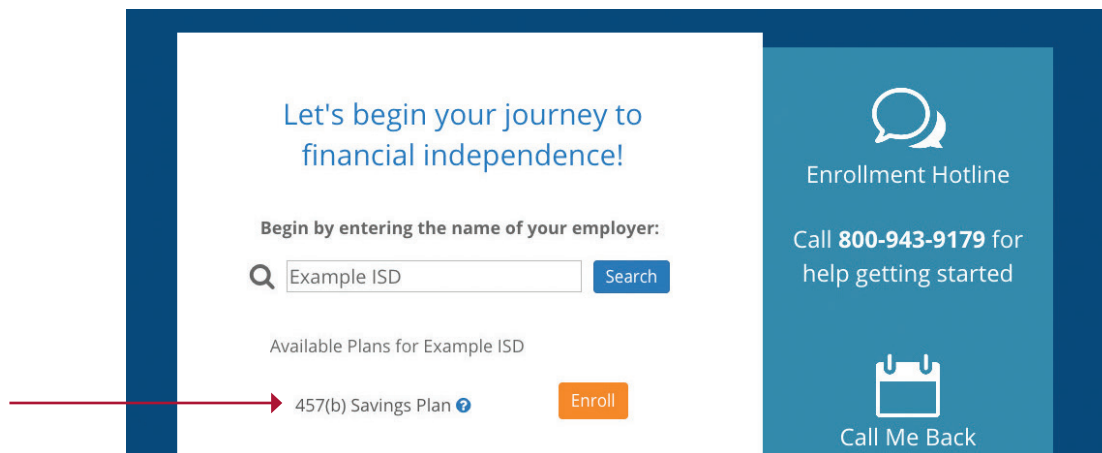 Let's begin your journey to
financial independence!
Begin by entering the name of your employer:
Example ISD
Search
Available Plans for Example ISD
457(b) Savings Plan ?
Enroll
Enrollment Hotline
Call 800-943-9179 for
help getting started
Call Me Back